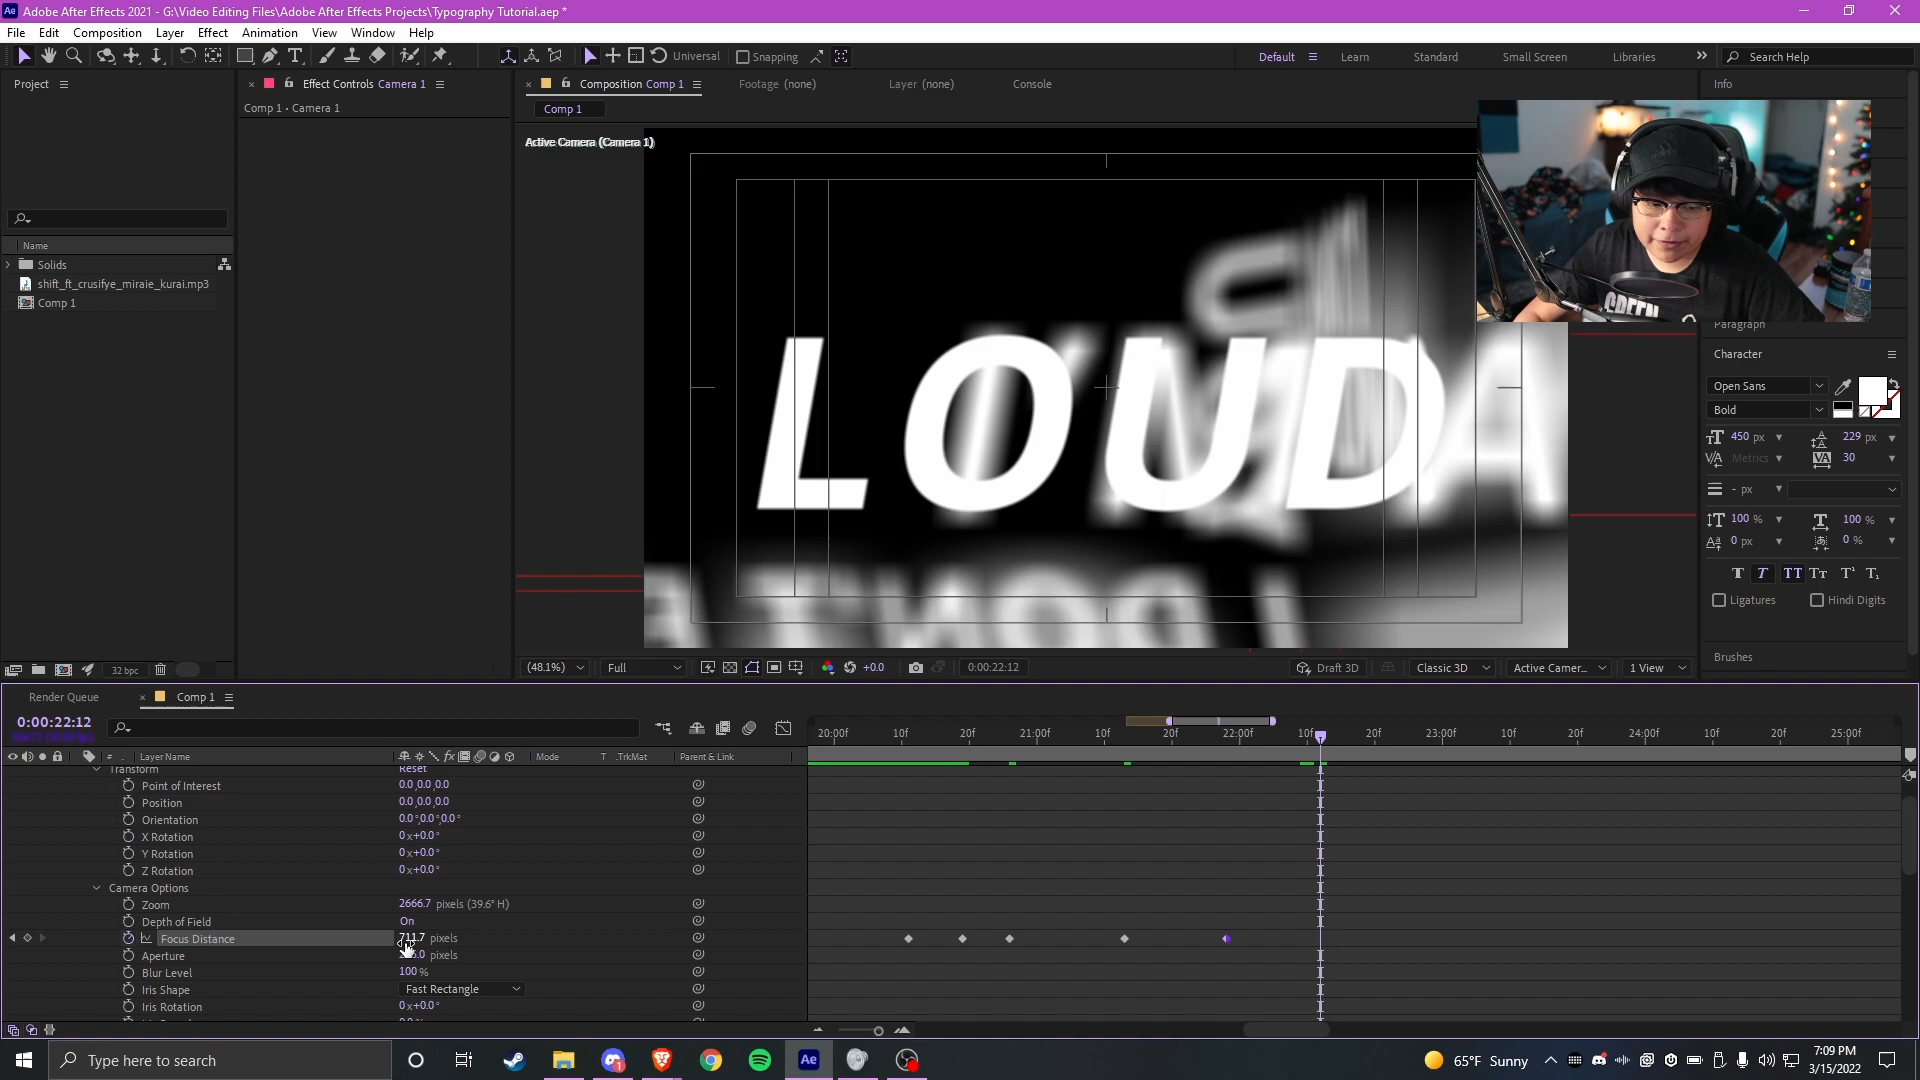 Ae Adobe After Effects 2021 - G:\Video Editing Files\Adobe After Effects Projects\Typography Tutorial.aep *
File Edit Composition Layer Effect Animation View Window Help
Universal Snapping Default Learn Standard Small Screen Libraries Search Help
Project Effect Controls Camera 1 Composition Comp 1 Footage (none) Layer (none) Console Info
Comp 1 • Camera 1 Comp 1
Active Camera (Camera 1)
Name
Solids
shift_ft_crusifye_miraie_kurai.mp3
Comp 1
LOUD
GREEN
Paragraph
Character
Open Sans
Bold
450 px 229 px
Metrics 30
- px
100 % 100 %
0 px 0 %
T T TT Tr T¹ T₁
Ligatures Hindi Digits
Brushes
32 bpc (48.1%) Full +0.0 0:00:22:12 Draft 3D Classic 3D Active Camer... 1 View
Render Queue Comp 1
0:00:22:12
20:00f 10f 20f 21:00f 10f 20f 22:00f 10f 20f 23:00f 10f 20f 24:00f 10f 20f 25:00f
# Layer Name fx Mode T .TrkMat Parent & Link
Transform Reset
Point of Interest 0.0,0.0,0.0
Position 0.0,0.0,0.0
Orientation 0.0°,0.0°,0.0°
X Rotation 0x+0.0°
Y Rotation 0x+0.0°
Z Rotation 0x+0.0°
Camera Options
Zoom 2666.7 pixels (39.6° H)
Depth of Field On
Focus Distance 711.7 pixels
Aperture pixels
Blur Level 100 %
Iris Shape Fast Rectangle
Iris Rotation 0x+0.0°
Type here to search Ae 65°F Sunny 7:09 PM
3/15/2022